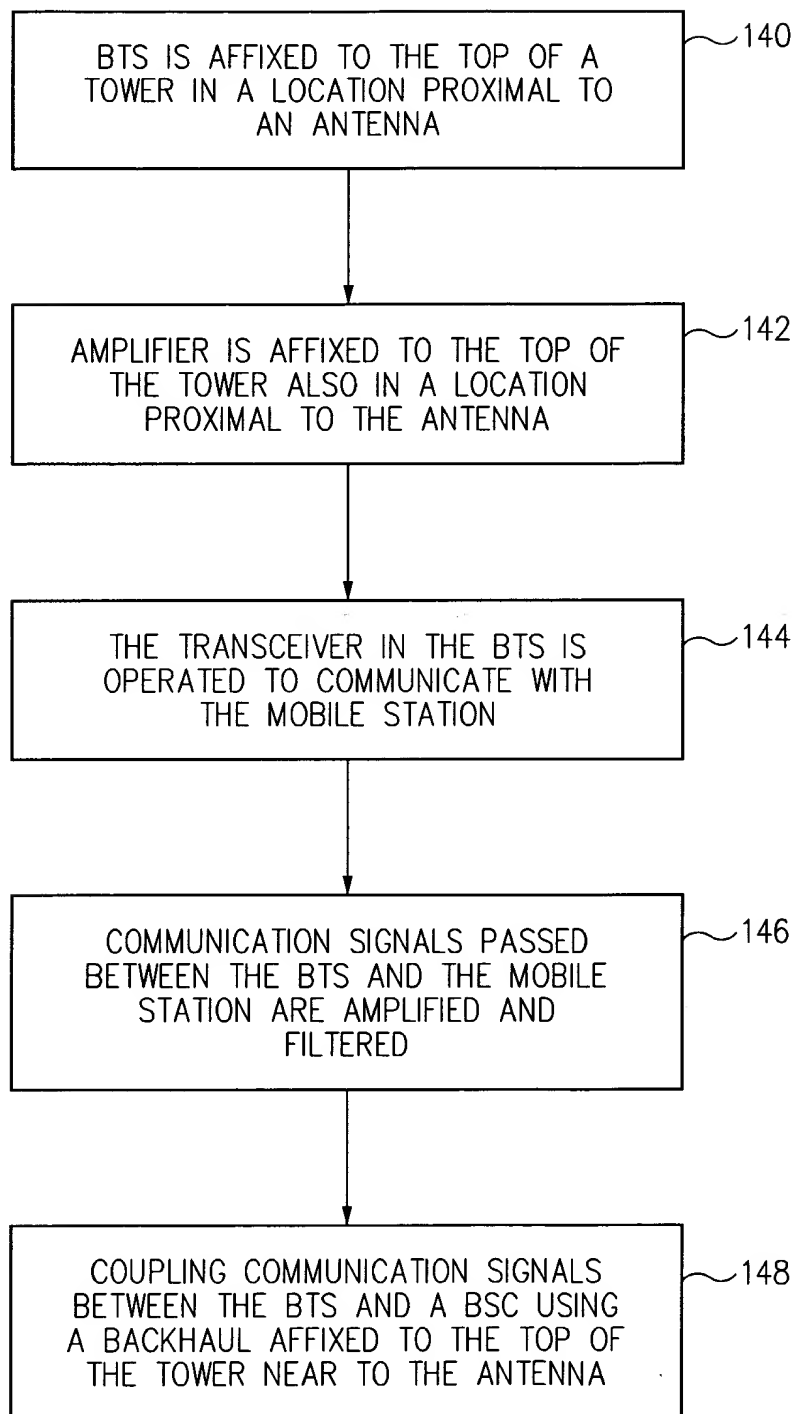 140
BTS IS AFFIXED TO THE TOP OF A
TOWER IN A LOCATION PROXIMAL TO
AN ANTENNA
142
AMPLIFIER IS AFFIXED TO THE TOP OF
THE TOWER ALSO IN A LOCATION
PROXIMAL TO THE ANTENNA
144
THE TRANSCEIVER IN THE BTS IS
OPERATED TO COMMUNICATE WITH
THE MOBILE STATION
146
COMMUNICATION SIGNALS PASSED
BETWEEN THE BTS AND THE MOBILE
STATION ARE AMPLIFIED AND
FILTERED
148
COUPLING COMMUNICATION SIGNALS
BETWEEN THE BTS AND A BSC USING
A BACKHAUL AFFIXED TO THE TOP OF
THE TOWER NEAR TO THE ANTENNA